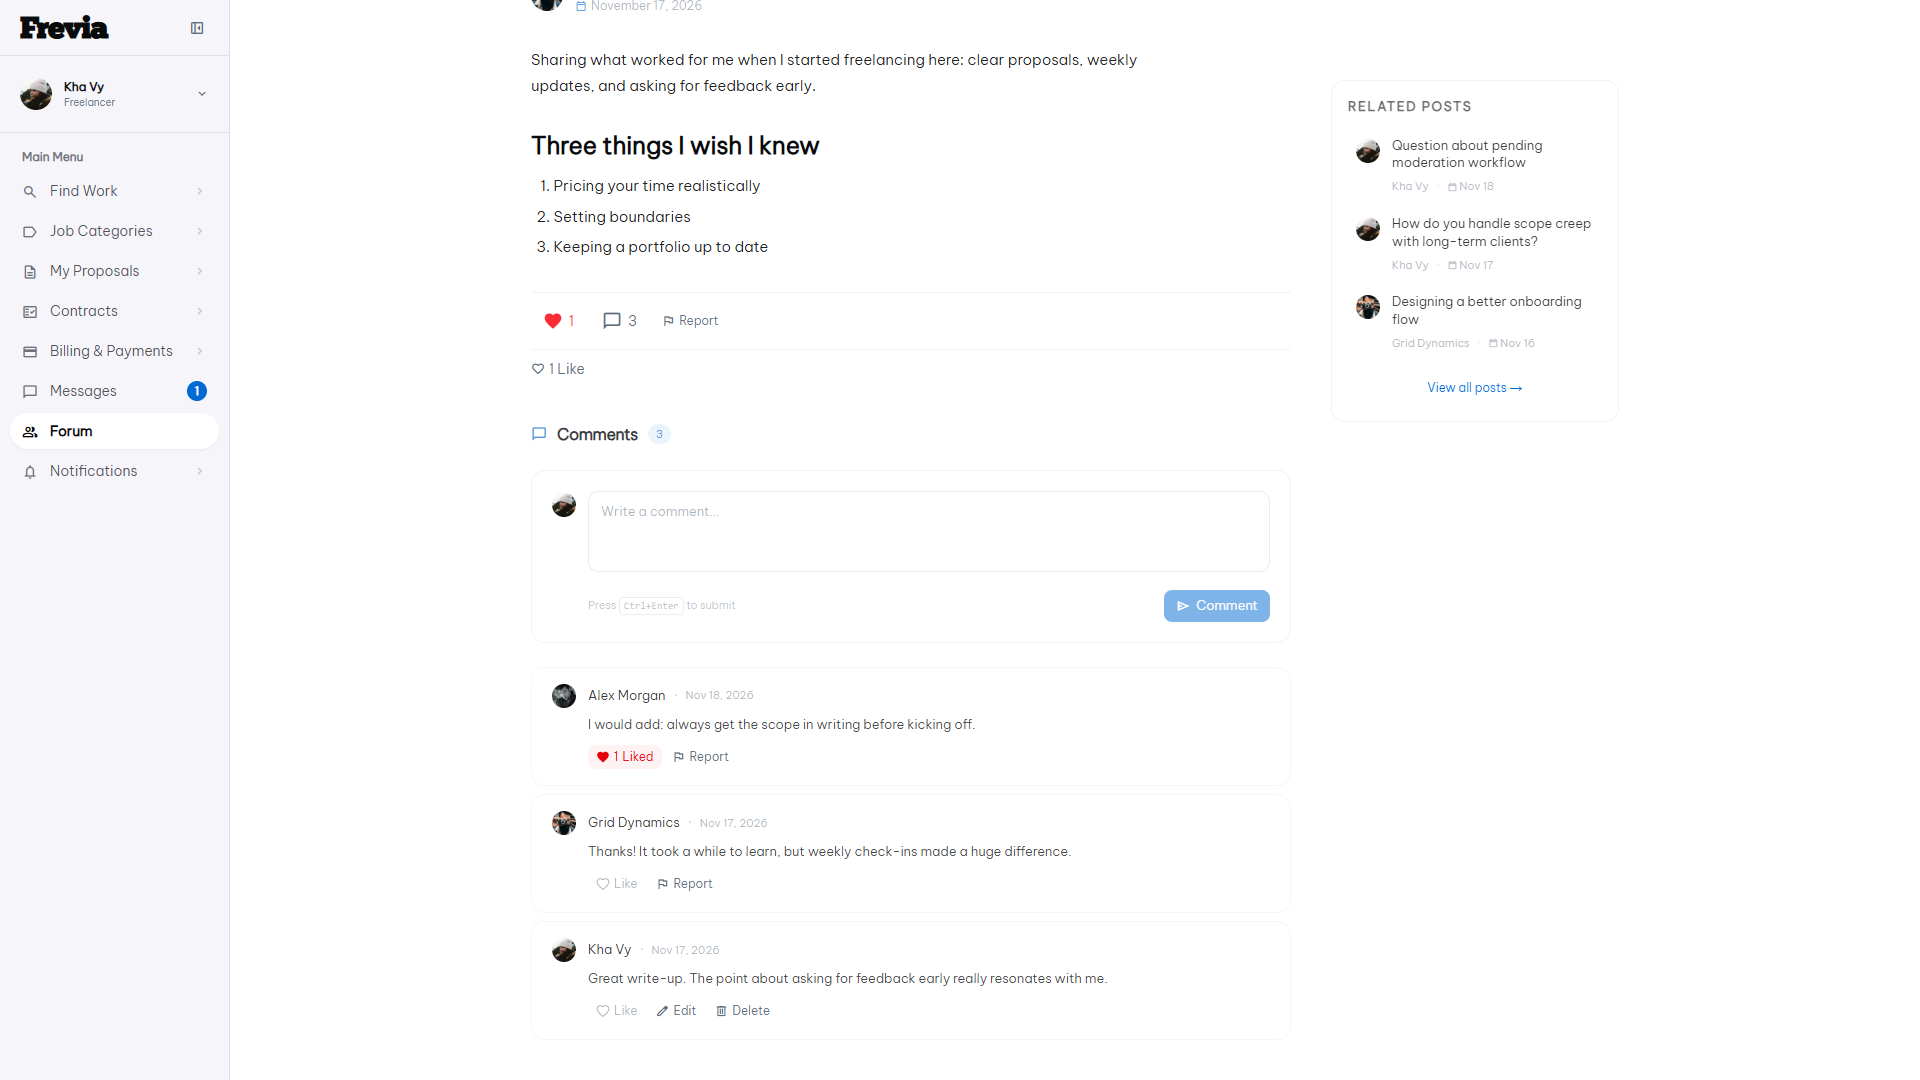 Frevia
Kha Vy
Freelancer
Main Menu
Find Work
Job Categories
My Proposals
Contracts
Billing & Payments
Messages
1
Forum
Notifications
November 17, 2026
Sharing what worked for me when I started freelancing here: clear proposals, weekly
updates, and asking for feedback early.
Three things I wish I knew
1. Pricing your time realistically
2. Setting boundaries
3. Keeping a portfolio up to date
1
3
Report
1 Like
Comments 3
Write a comment...
Press Ctrl+Enter to submit
Comment
Alex Morgan · Nov 18, 2026
I would add: always get the scope in writing before kicking off.
1 Liked
Report
Grid Dynamics · Nov 17, 2026
Thanks! It took a while to learn, but weekly check-ins made a huge difference.
Like
Report
Kha Vy · Nov 17, 2026
Great write-up. The point about asking for feedback early really resonates with me.
Like
Edit
Delete
RELATED POSTS
Question about pending
moderation workflow
Kha Vy · Nov 18
How do you handle scope creep
with long-term clients?
Kha Vy · Nov 17
Designing a better onboarding
flow
Grid Dynamics · Nov 16
View all posts →